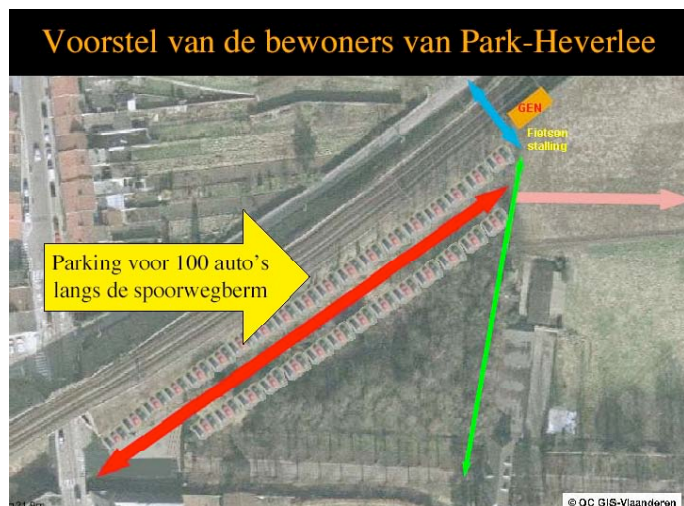 Voorstel van de bewoners van Park-Heverlee
GEN
Fietsen
stalling
Parking voor 100 auto's
langs de spoorwegberm
© OC GIS-Vlaanderen